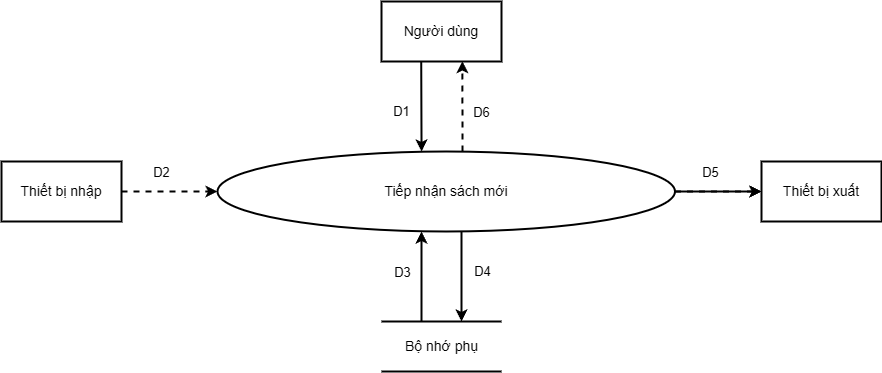 Người dùng
D1
D6
D2
D5
Thiết bị nhập
Tiếp nhận sách mới
Thiết bị xuất
D3
D4
Bộ nhớ phụ